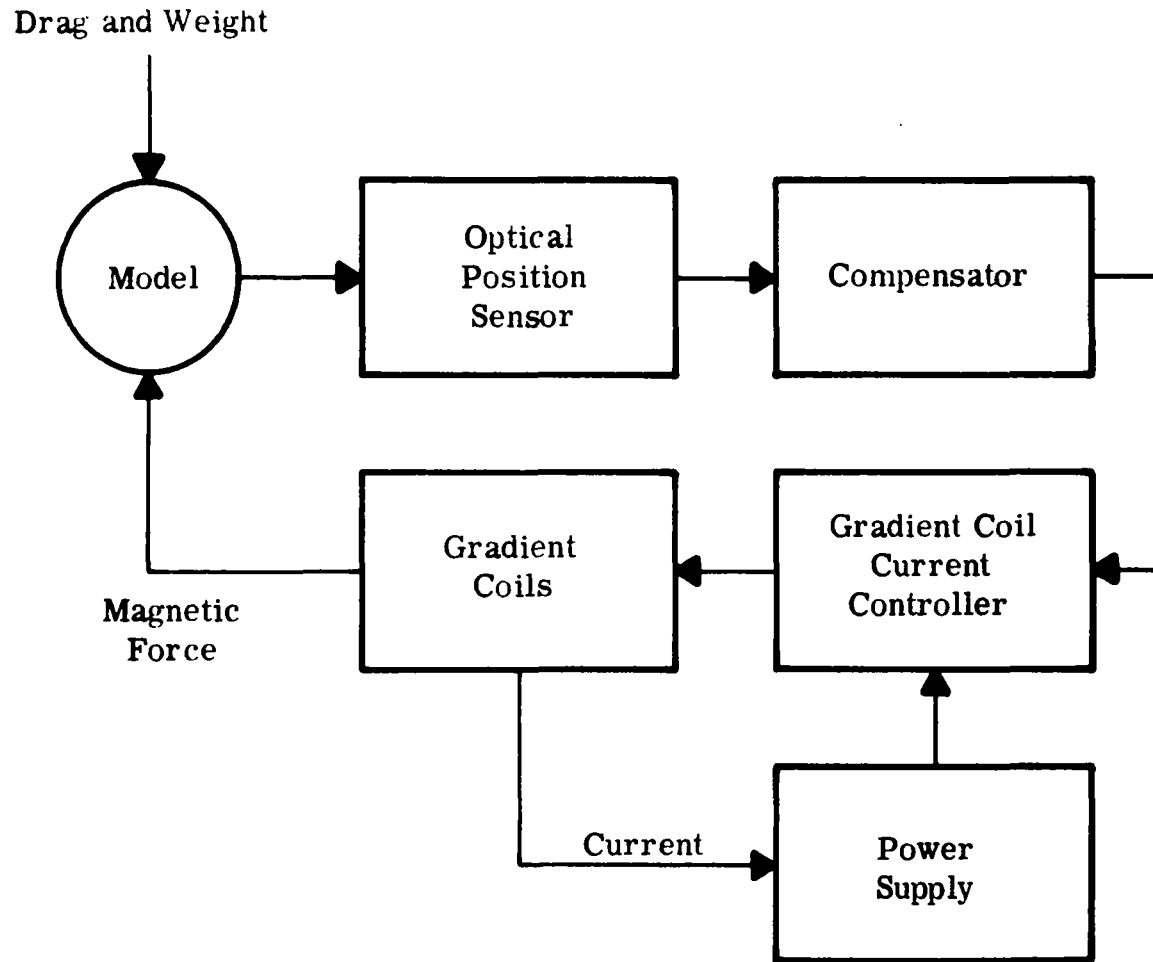 Drag and Weight
Model
Optical
Position
Sensor
Compensator
Gradient
Coils
Gradient Coil
Current
Controller
Magnetic
Force
Current
Power
Supply